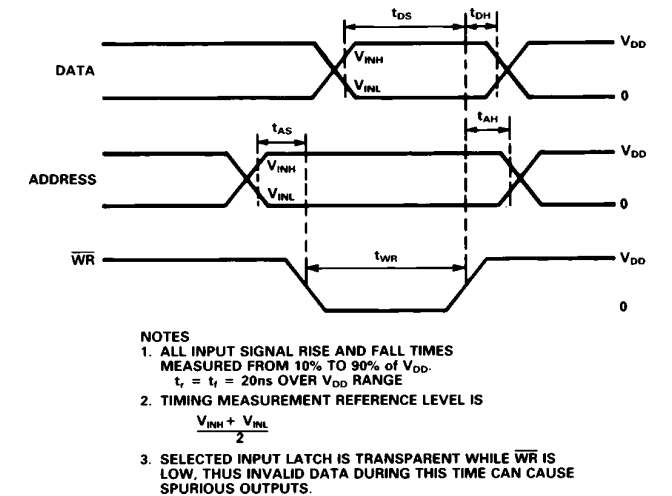 tDS
tDH
DATA
VINH
VINL
VDD
0
tAS
tAH
ADDRESS
VINH
VINL
VDD
0
WR
tWR
VDD
0
NOTES
1. ALL INPUT SIGNAL RISE AND FALL TIMES
MEASURED FROM 10% TO 90% of VDD.
tr = tf = 20ns OVER VDD RANGE
2. TIMING MEASUREMENT REFERENCE LEVEL IS
VINH + VINL
2
3. SELECTED INPUT LATCH IS TRANSPARENT WHILE WR IS
LOW, THUS INVALID DATA DURING THIS TIME CAN CAUSE
SPURIOUS OUTPUTS.